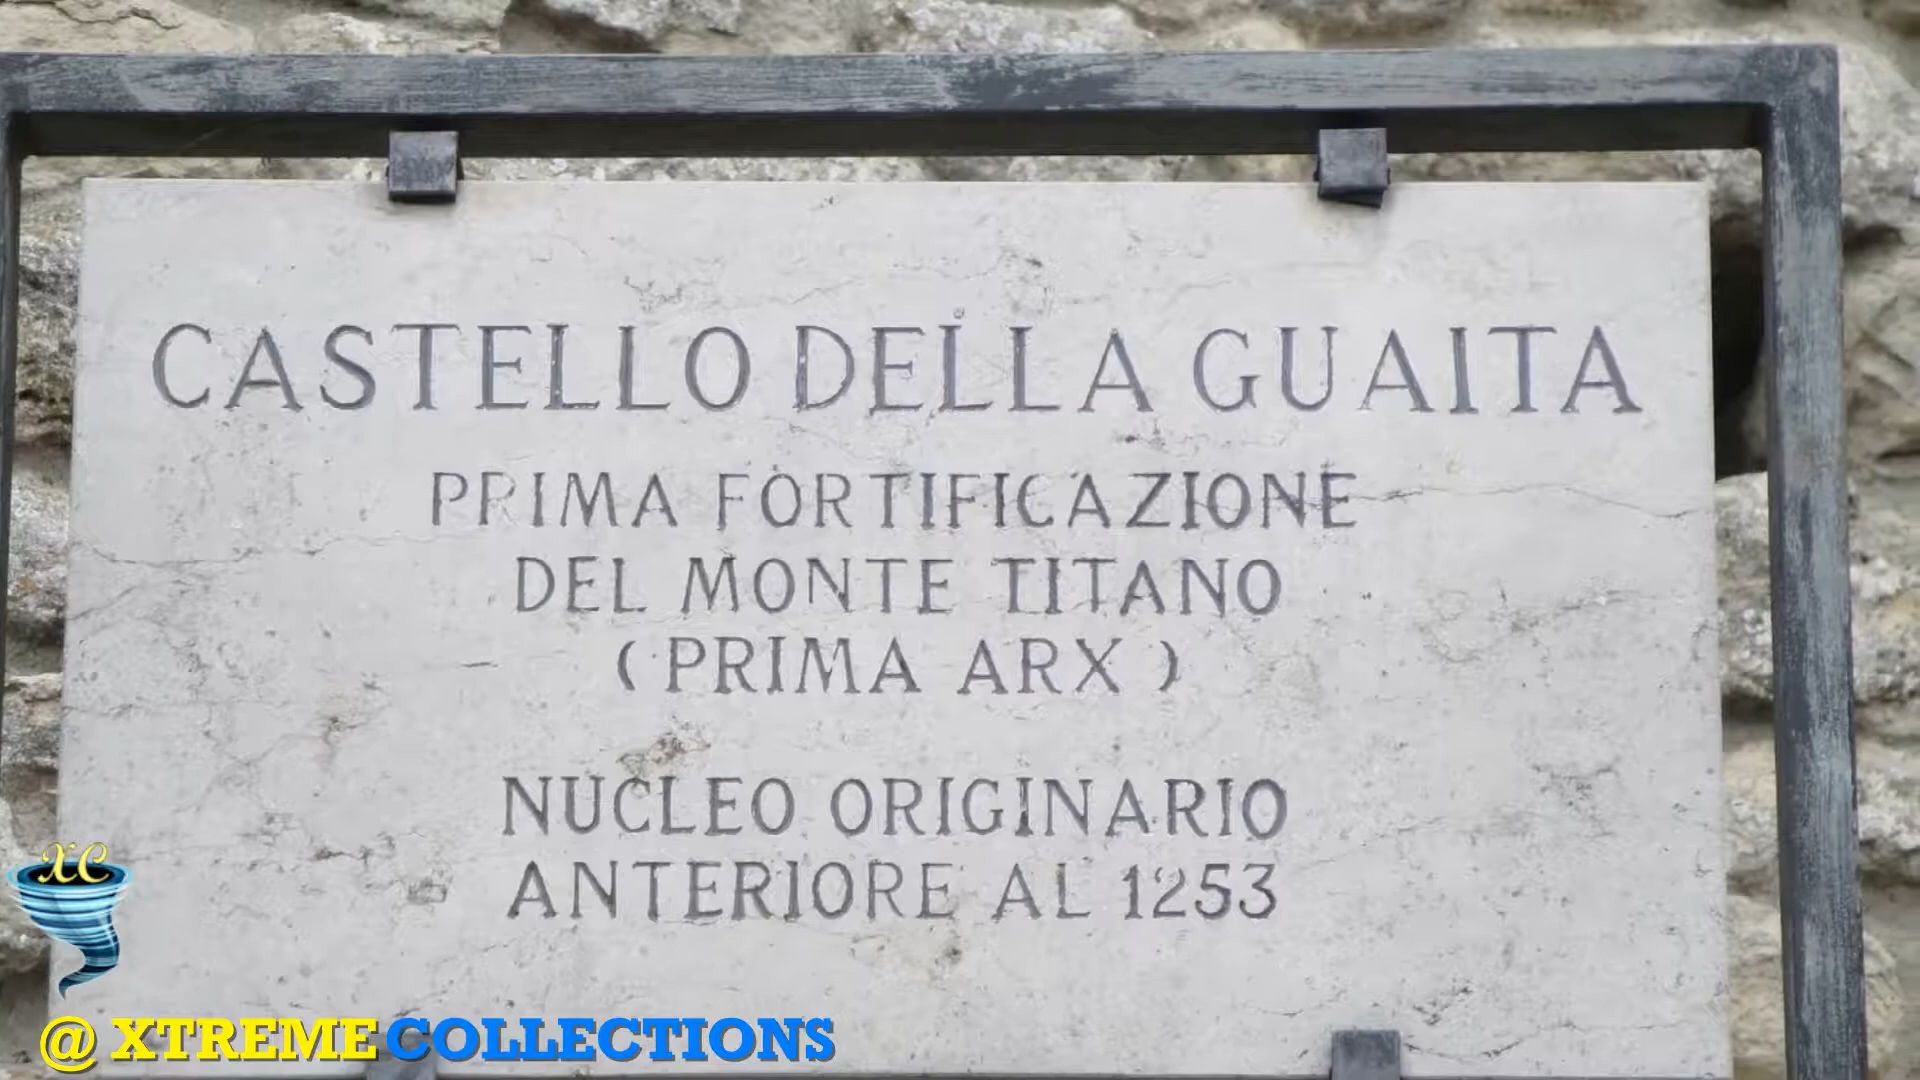 CASTELLO DELLA GUAITA
PRIMA FORTIFICAZIONE
DEL MONTE TITANO
( PRIMA ARX )
NUCLEO ORIGINARIO
ANTERIORE AL 1253
XC
@ XTREME COLLECTIONS